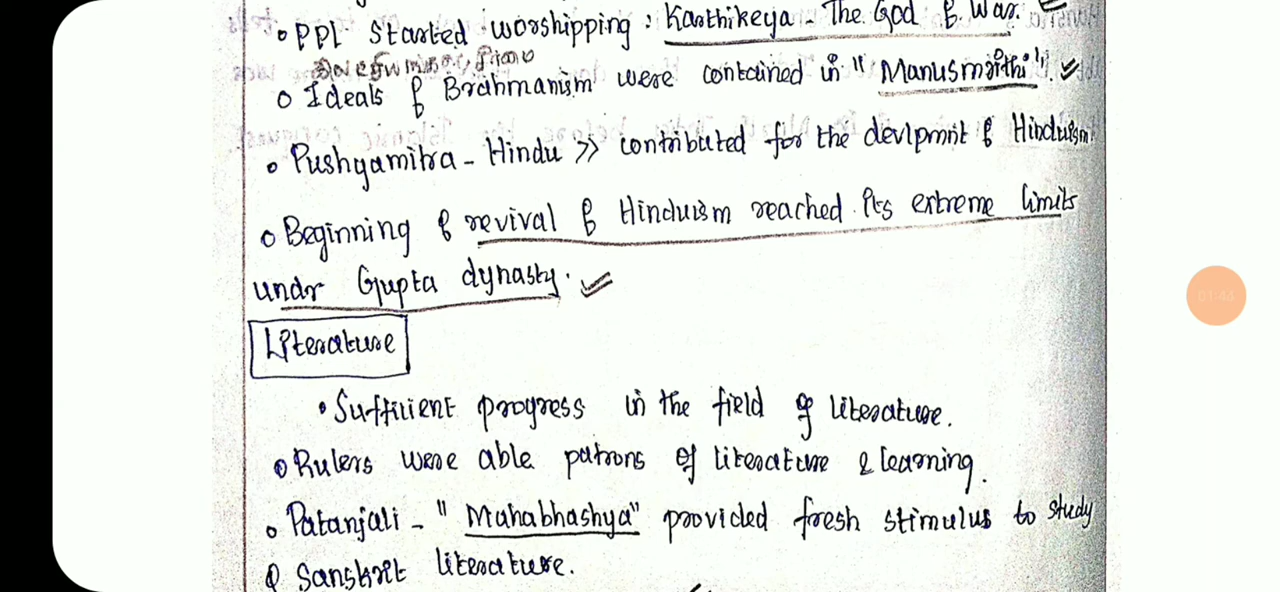 • PPl. Started worshipping : Karthikeya - The God of War.
o Ideals of Brahmanism were contained in "Manusmrithi". ✓
• Pushyamitra - Hindu >> contributed for the devlpmnt of Hinduism.
o Beginning of revival of Hinduism reached its extreme limits
undr Gupta dynasty. ✓
Literature
• Sufficient progress in the field of literature.
o Rulers were able patrons of literature & learning.
o Patanjali - "Mahabhashya" provided fresh stimulus to study
of Sanskrit literature.
01:44